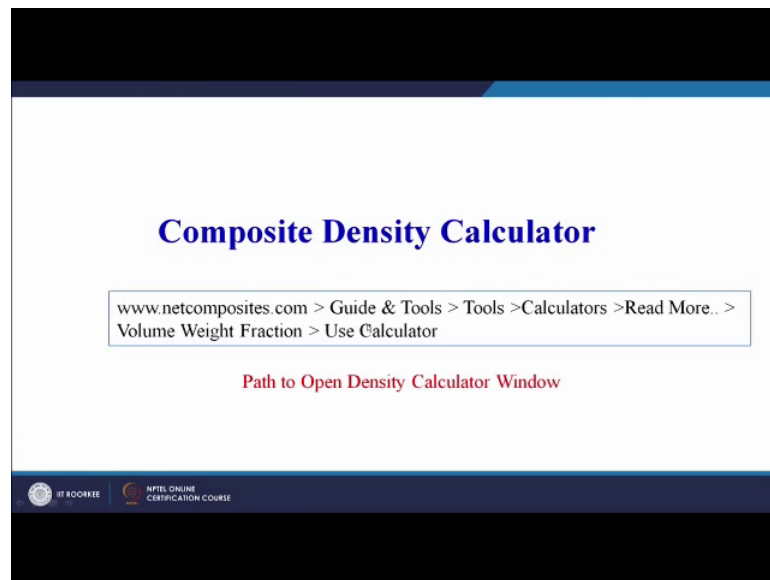 Composite Density Calculator
www.netcomposites.com > Guide & Tools > Tools >Calculators >Read More.. >
Volume Weight Fraction > Use Calculator
Path to Open Density Calculator Window
IIT ROORKEE
NPTEL ONLINE
CERTIFICATION COURSE